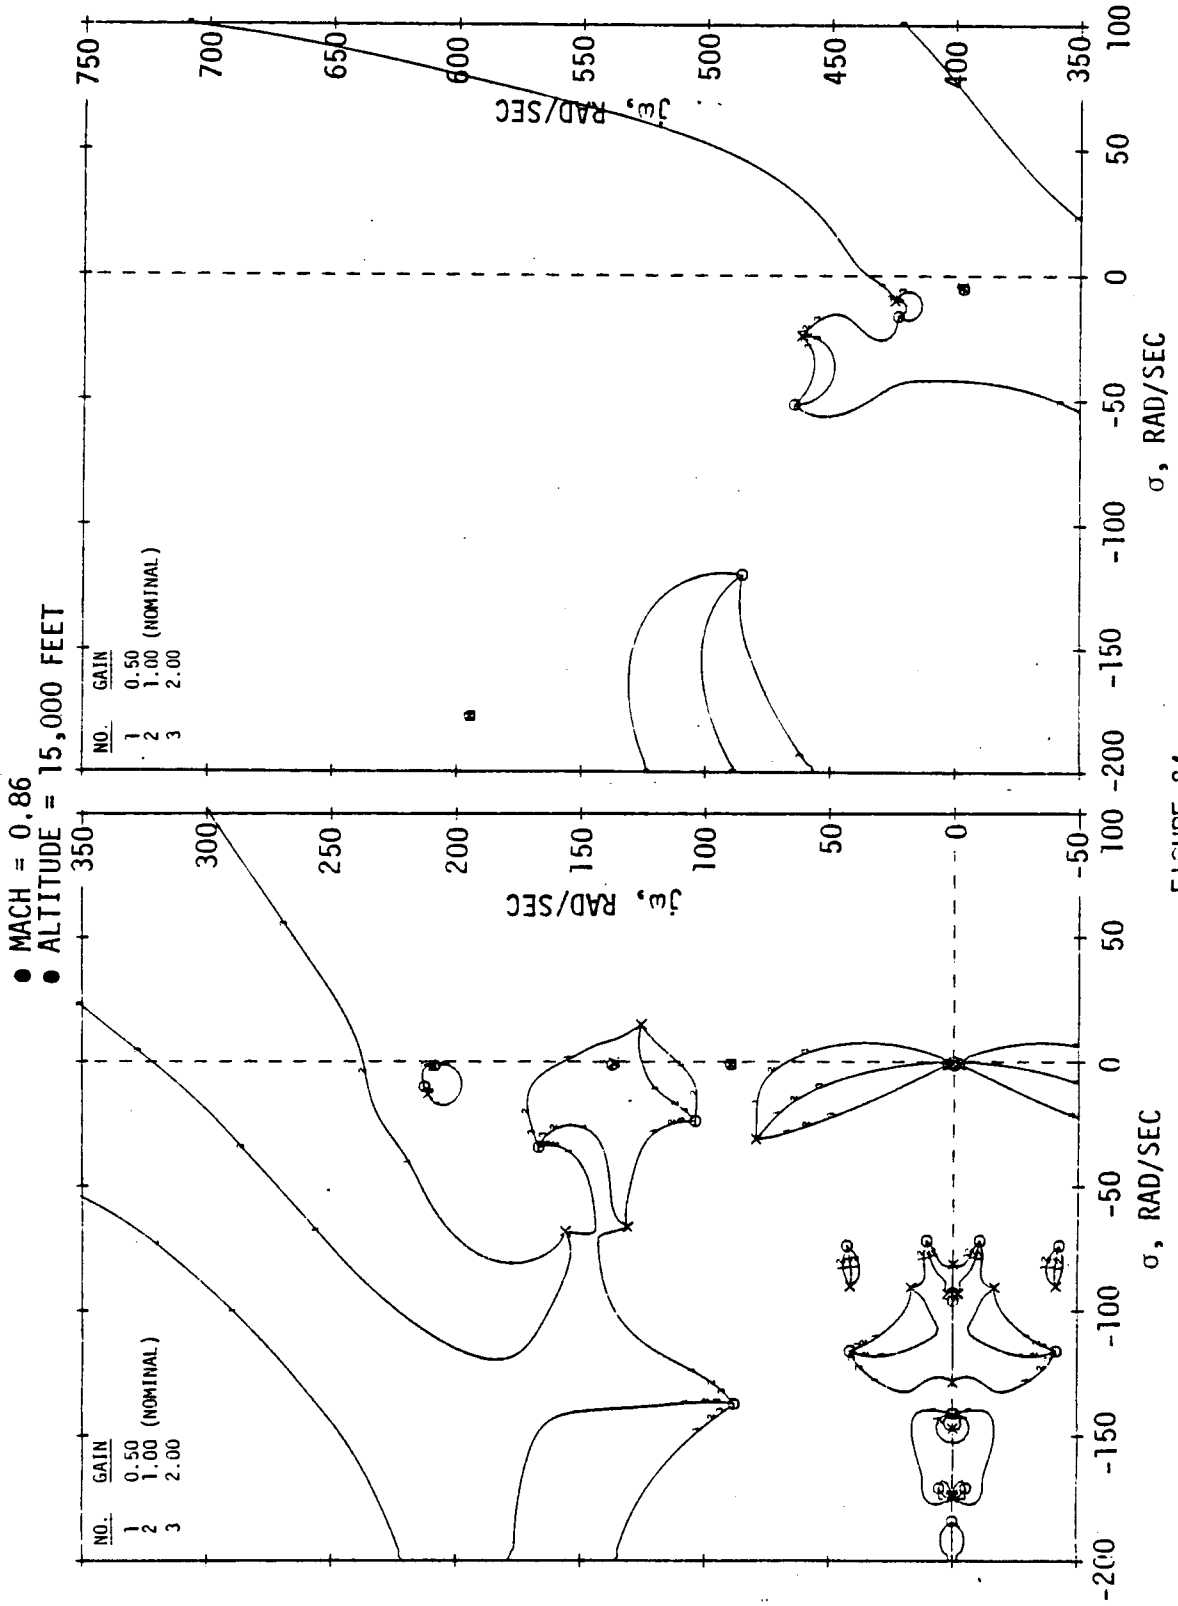 ● MACH = 0.86
● ALTITUDE = 15,000 FEET
NO. GAIN
1 0.50
2 1.00 (NOMINAL)
3 2.00
350
300
250
200
150
100
50
0
-50
jω, RAD/SEC
-200 -150 -100 -50 0 50 100
σ, RAD/SEC
NO. GAIN
1 0.50
2 1.00 (NOMINAL)
3 2.00
750
700
650
600
550
500
450
400
350
jω, RAD/SEC
-200 -150 -100 -50 0 50 100
σ, RAD/SEC